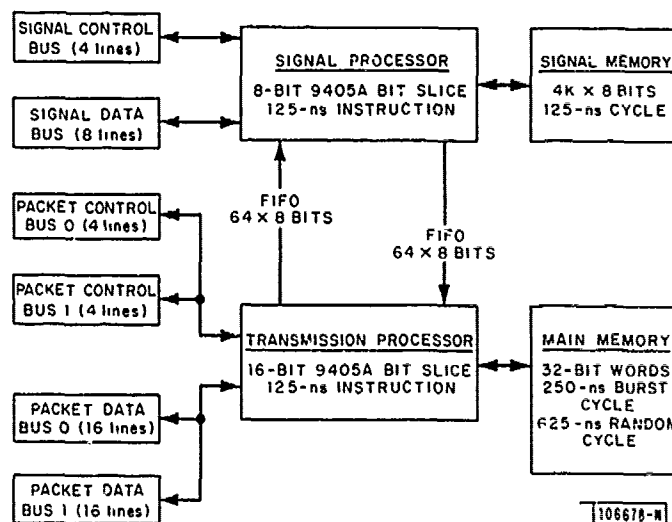 SIGNAL CONTROL
BUS (4 lines)
SIGNAL DATA
BUS (8 lines)
PACKET CONTROL
BUS 0 (4 lines)
PACKET CONTROL
BUS 1 (4 lines)
PACKET DATA
BUS 0 (16 lines)
PACKET DATA
BUS 1 (16 lines)
SIGNAL PROCESSOR
8-BIT 9405A BIT SLICE
125-ns INSTRUCTION
FIFO
64 × 8 BITS
FIFO
64 × 8 BITS
TRANSMISSION PROCESSOR
16-BIT 9405A BIT SLICE
125-ns INSTRUCTION
SIGNAL MEMORY
4K × 8 BITS
125-ns CYCLE
MAIN MEMORY
32-BIT WORDS
250-ns BURST
CYCLE
625-ns RANDOM
CYCLE
106678-N